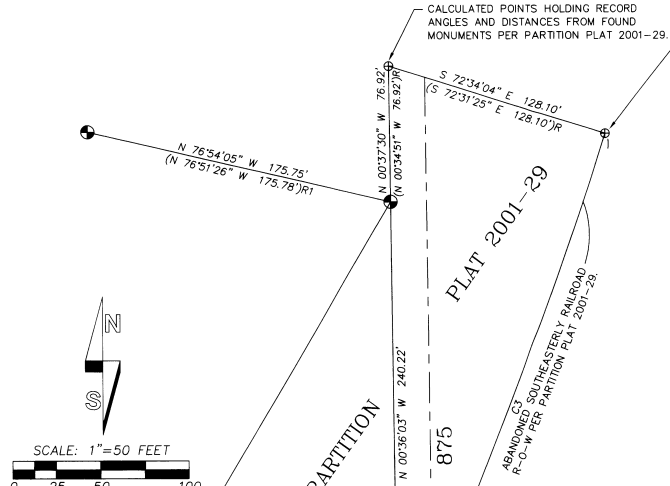 CALCULATED POINTS HOLDING RECORD
ANGLES AND DISTANCES FROM FOUND
MONUMENTS PER PARTITION PLAT 2001-29.
S 72°34'04" E 128.10'
(S 72°31'25" E 128.10')R
N 00°37'30" W 76.92'
(N 00°34'51" W 76.92')R
N 76°54'05" W 175.75'
(N 76°51'26" W 175.78')R1
PLAT 2001-29
PARTITION
N 00°36'03" W 240.22'
875
C3
ABANDONED SOUTHEASTERLY RAILROAD
R-O-W PER PARTITION PLAT 2001-29.
N
S
SCALE: 1"=50 FEET
0 25 50 100